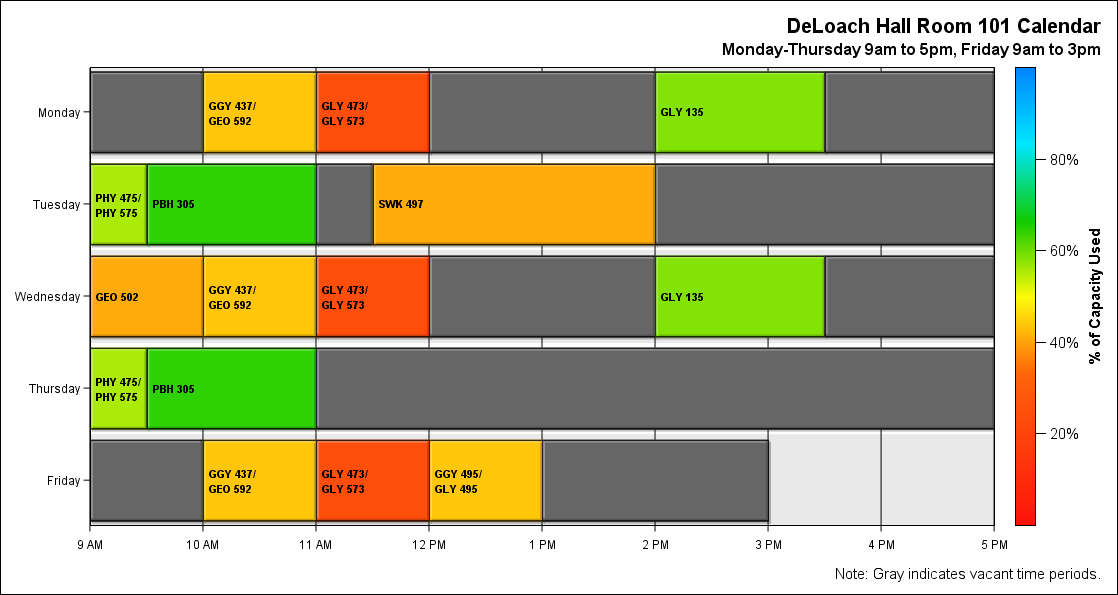 DeLoach Hall Room 101 Calendar
Monday-Thursday 9am to 5pm, Friday 9am to 3pm
Monday
GGY 437/
GEO 592
GLY 473/
GLY 573
GLY 135
Tuesday
PHY 475/
PHY 575
PBH 305
SWK 497
Wednesday
GEO 502
GGY 437/
GEO 592
GLY 473/
GLY 573
GLY 135
Thursday
PHY 475/
PHY 575
PBH 305
Friday
GGY 437/
GEO 592
GLY 473/
GLY 573
GGY 495/
GLY 495
9 AM
10 AM
11 AM
12 PM
1 PM
2 PM
3 PM
4 PM
5 PM
80%
60%
40%
20%
% of Capacity Used
Note: Gray indicates vacant time periods.